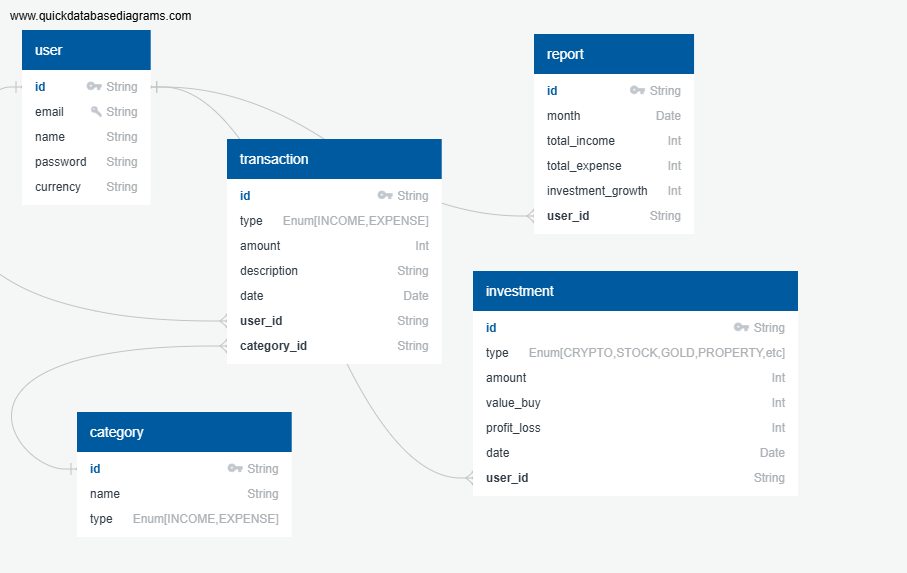 www.quickdatabasediagrams.com
user
id String
email String
name String
password String
currency String
report
id String
month Date
total_income Int
total_expense Int
investment_growth Int
user_id String
transaction
id String
type Enum[INCOME,EXPENSE]
amount Int
description String
date Date
user_id String
category_id String
investment
id String
type Enum[CRYPTO,STOCK,GOLD,PROPERTY,etc]
amount Int
value_buy Int
profit_loss Int
date Date
user_id String
category
id String
name String
type Enum[INCOME,EXPENSE]